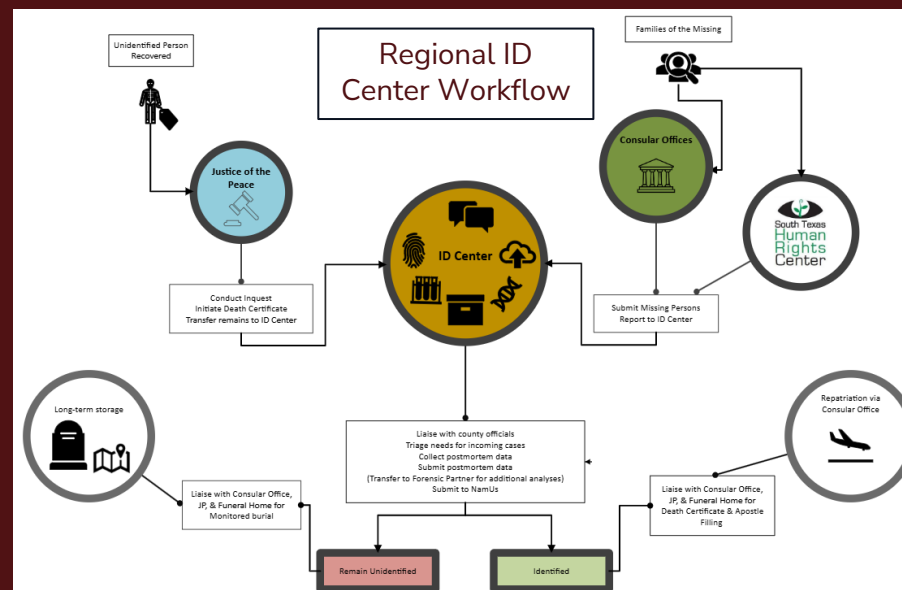 Unidentified Person
Recovered
Regional ID
Center Workflow
Families of the Missing
Justice of the
Peace
Consular Offices
South Texas
Human
Rights
Center
ID Center
Conduct Inquest
Initiate Death Certificate
Transfer remains to ID Center
Submit Missing Persons
Report to ID Center
Long-term storage
Repatriation via
Consular Office
Liaise with county officials
Triage needs for incoming cases
Collect postmortem data
Submit postmortem data
(Transfer to Forensic Partner for additional analyses)
Submit to NamUs
Liaise with Consular Office,
JP, & Funeral Home for
Monitored burial
Liaise with Consular Office,
JP, & Funeral Home for
Death Certificate & Apostle
Filling
Remain Unidentified
Identified